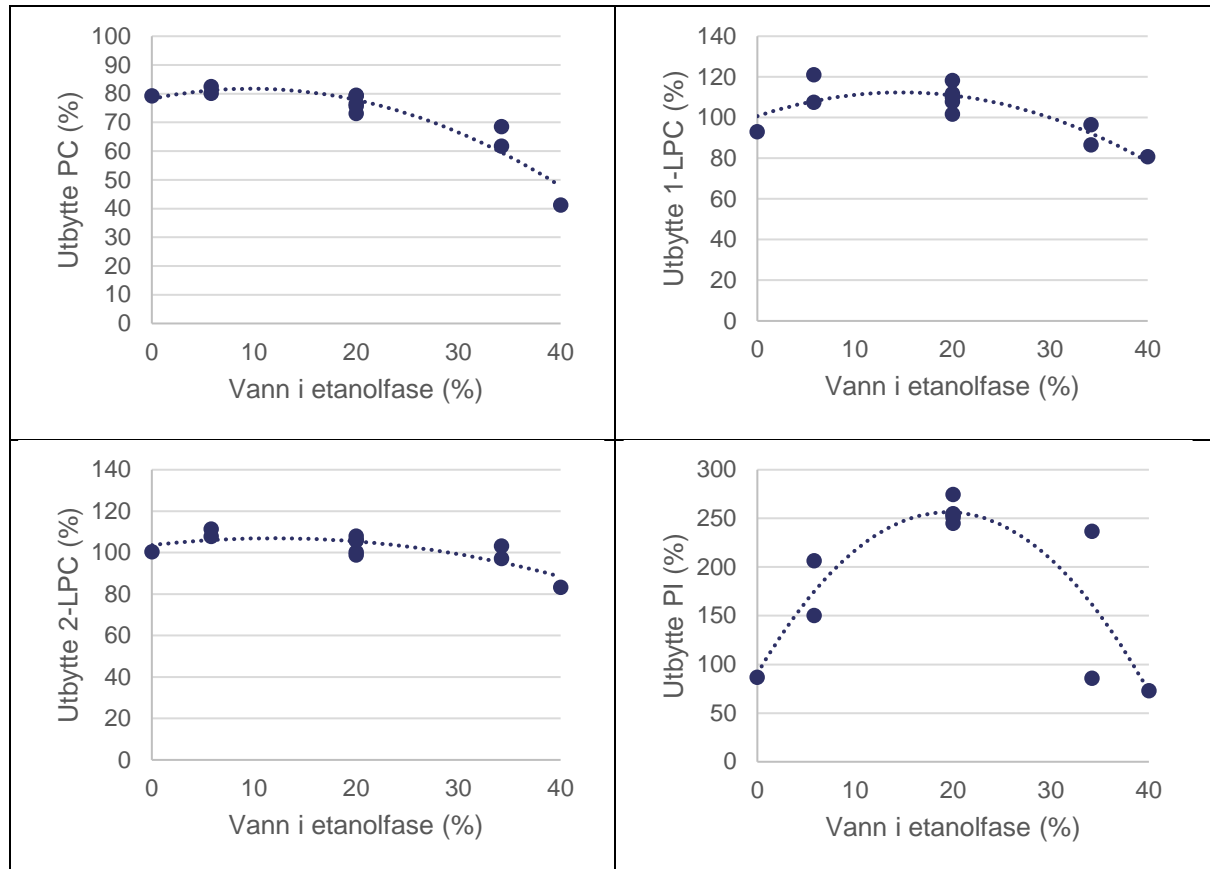 Utbytte PC (%)
100
90
80
70
60
50
40
30
20
10
0
0 10 20 30 40
Vann i etanolfase (%)
Utbytte 1-LPC (%)
140
120
100
80
60
40
20
0
0 10 20 30 40
Vann i etanolfase (%)
Utbytte 2-LPC (%)
140
120
100
80
60
40
20
0
0 10 20 30 40
Vann i etanolfase (%)
Utbytte PI (%)
300
250
200
150
100
50
0
0 10 20 30 40
Vann i etanolfase (%)